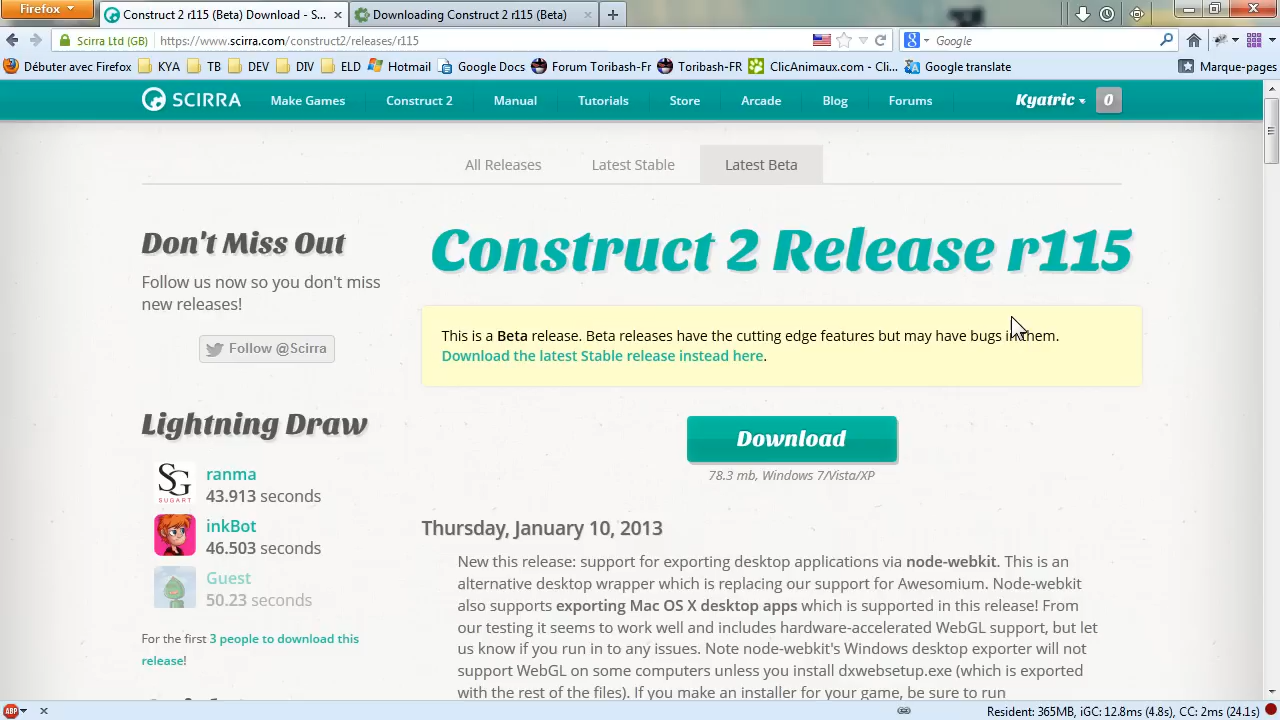 Firefox
Construct 2 r115 (Beta) Download - S...
Downloading Construct 2 r115 (Beta)
Scirra Ltd (GB)
https://www.scirra.com/construct2/releases/r115
Google
Débuter avec Firefox
KYA
TB
DEV
DIV
ELD
Hotmail
Google Docs
Forum Toribash-Fr
Toribash-FR
ClicAnimaux.com - Cli...
Google translate
Marque-pages
SCIRRA
Make Games
Construct 2
Manual
Tutorials
Store
Arcade
Blog
Forums
Kyatric
0
All Releases
Latest Stable
Latest Beta
Don't Miss Out
Follow us now so you don't miss
new releases!
Follow @Scirra
Lightning Draw
SG
SUGART
ranma
43.913 seconds
inkBot
46.503 seconds
Guest
50.23 seconds
For the first 3 people to download this
release!
Construct 2 Release r115
This is a Beta release. Beta releases have the cutting edge features but may have bugs in them.
Download the latest Stable release instead here.
Download
78.3 mb, Windows 7/Vista/XP
Thursday, January 10, 2013
New this release: support for exporting desktop applications via node-webkit. This is an
alternative desktop wrapper which is replacing our support for Awesomium. Node-webkit
also supports exporting Mac OS X desktop apps which is supported in this release! From
our testing it seems to work well and includes hardware-accelerated WebGL support, but let
us know if you run in to any issues. Note node-webkit's Windows desktop exporter will not
support WebGL on some computers unless you install dxwebsetup.exe (which is exported
with the rest of the files). If you make an installer for your game, be sure to run
ABP
Resident: 365MB, iGC: 12.8ms (4.8s), CC: 2ms (24.1s)